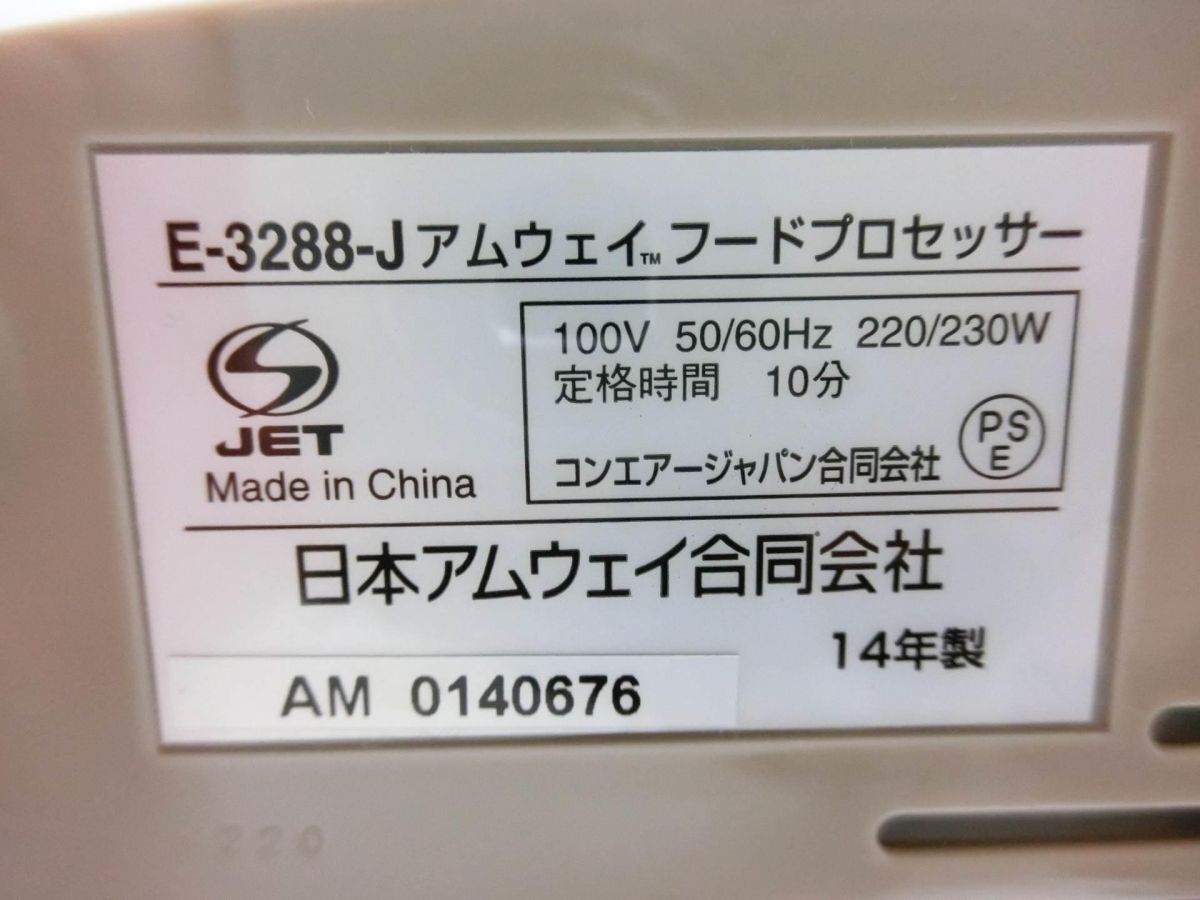 E-3288-Jアムウェイ™フードプロセッサー
100V 50/60Hz 220/230W
定格時間 10分
コンエアージャパン合同会社
PS
E
JET
Made in China
日本アムウェイ合同会社
14年製
AM 0140676
220